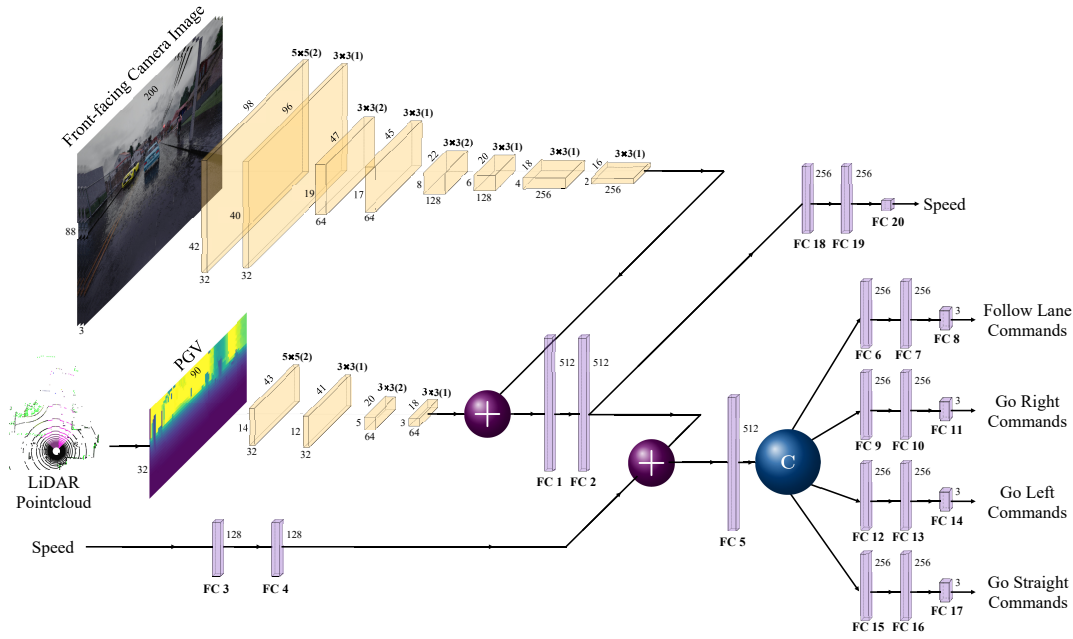 Front-facing Camera Image
200
88
3
5×5(2)
98
42
32
3×3(1)
96
40
32
3×3(2)
47
19
64
3×3(1)
45
17
64
3×3(2)
22
8
128
3×3(1)
20
6
128
3×3(1)
18
4
256
3×3(1)
16
2
256
256
256
FC 18
FC 19
FC 20
Speed
LiDAR
Pointcloud
PGV
90
32
5×5(2)
43
14
32
3×3(1)
41
12
32
3×3(2)
20
5
64
3×3(1)
18
3
64
512
512
FC 1
FC 2
Speed
128
128
FC 3
FC 4
512
FC 5
C
256
256
3
FC 6
FC 7
FC 8
Follow Lane
Commands
256
256
3
FC 9
FC 10
FC 11
Go Right
Commands
256
256
3
FC 12
FC 13
FC 14
Go Left
Commands
256
256
3
FC 15
FC 16
FC 17
Go Straight
Commands